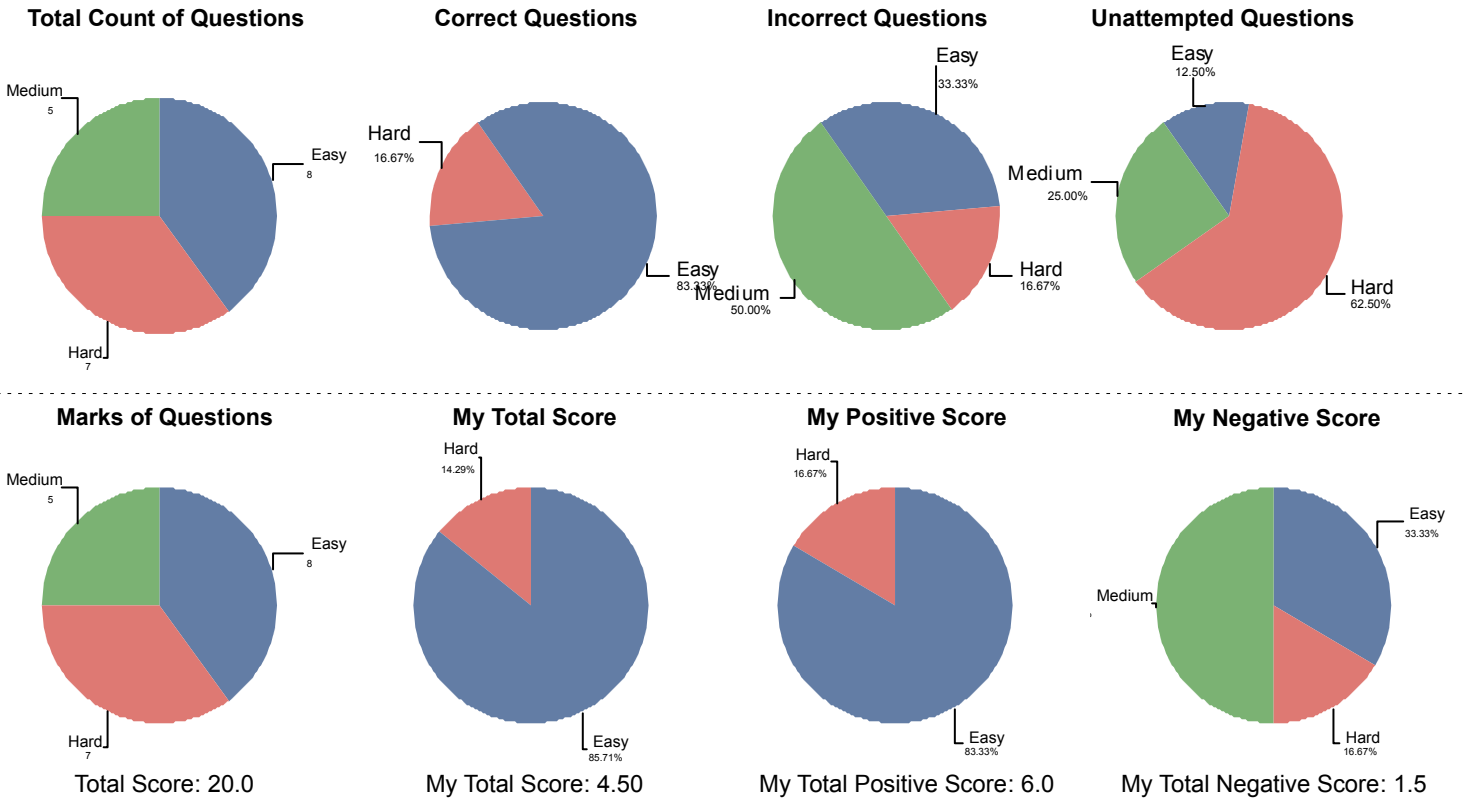 Total Count of Questions
Medium
5
Easy
8
Hard
7
Correct Questions
Hard
16.67%
Easy
83.33%
Incorrect Questions
Easy
33.33%
Hard
16.67%
Medium
50.00%
Unattempted Questions
Easy
12.50%
Medium
25.00%
Hard
62.50%
Marks of Questions
Medium
5
Easy
8
Hard
7
Total Score: 20.0
My Total Score
Hard
14.29%
Easy
85.71%
My Total Score: 4.50
My Positive Score
Hard
16.67%
Easy
83.33%
My Total Positive Score: 6.0
My Negative Score
Easy
33.33%
Medium
Hard
16.67%
My Total Negative Score: 1.5